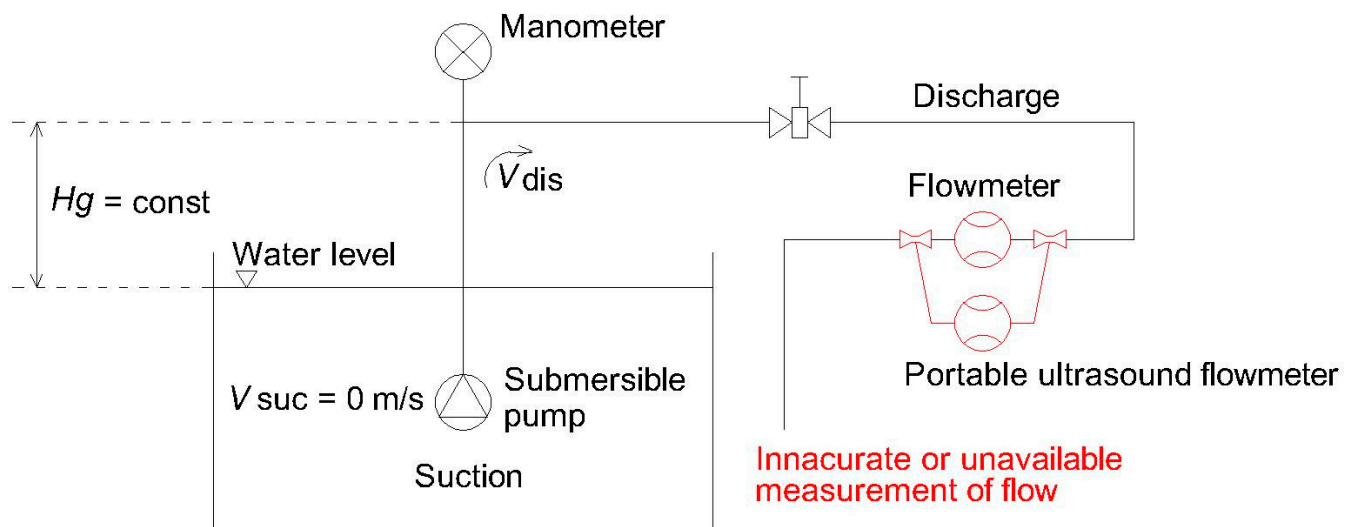 Manometer
Discharge
Vdis
Hg = const
Flowmeter
Water level
Portable ultrasound flowmeter
V suc = 0 m/s
Submersible
pump
Innacurate or unavailable
measurement of flow
Suction